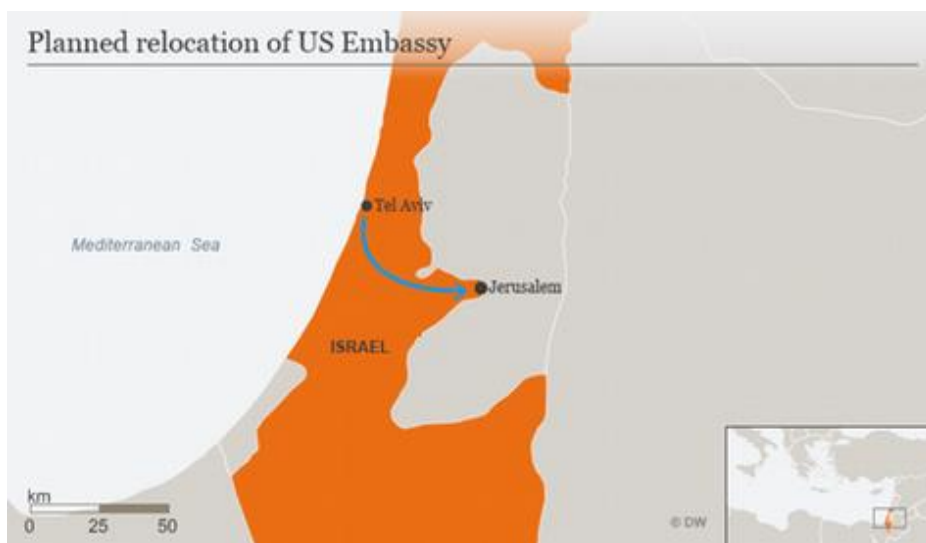 Planned relocation of US Embassy
Tel Aviv
Mediterranean Sea
Jerusalem
ISRAEL
km
0 25 50
© DW